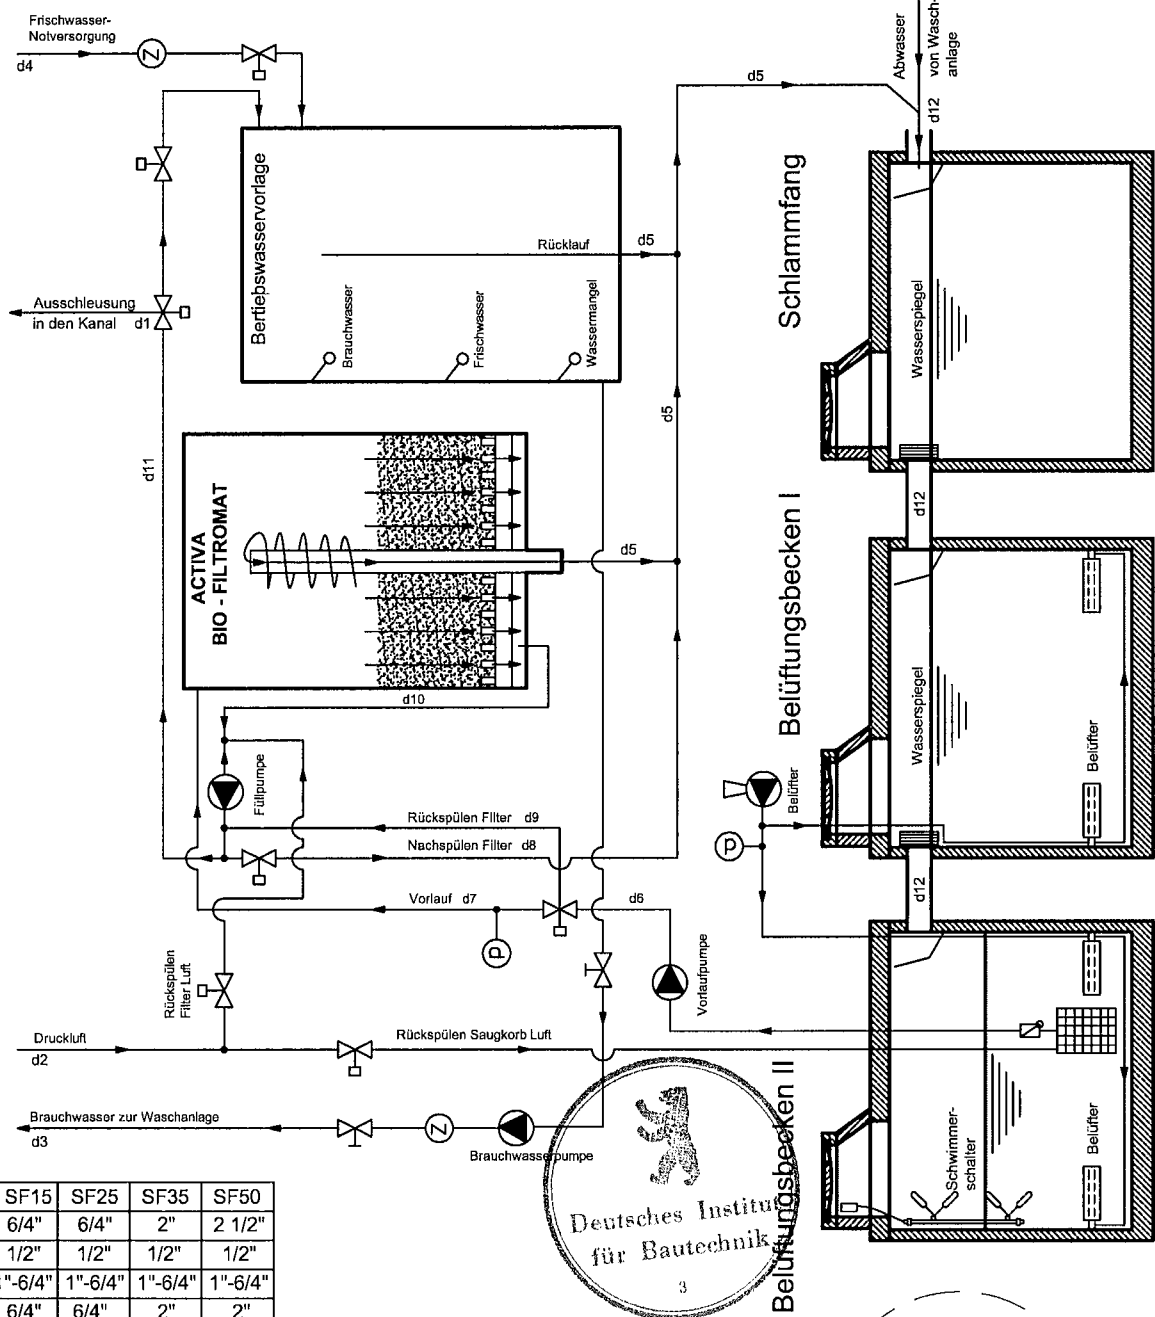 Frischwasser-
Notversorgung
d4
Z
d5
Abwasser
von Wasch-
anlage
d12
Bertiebswasservorlage
Rücklauf
d5
Brauchwasser
Frischwasser
Wassermangel
Schlammfang
Wasserspiegel
Ausschleusung
in den Kanal
d1
d11
ACTIVA
BIO - FILTROMAT
d5
d5
d12
d10
Füllpumpe
Rückspülen Filter d9
Nachspülen Filter d8
Vorlauf d7
d6
P
Belüftungsbecken I
Wasserspiegel
Belüfter
Belüfter
P
d12
Rückspülen
Filter Luft
Vorlaufpumpe
Druckluft
d2
Rückspülen Saugkorb Luft
Brauchwasser zur Waschanlage
d3
Z
Brauchwasserpumpe
Belüftungsbecken II
Schwimmer-
schalter
Belüfter
Deutsches Institut
für Bautechnik
3
SF15 SF25 SF35 SF50
6/4" 6/4" 2" 2 1/2"
1/2" 1/2" 1/2" 1/2"
"-6/4" 1"-6/4" 1"-6/4" 1"-6/4"
6/4" 6/4" 2" 2"